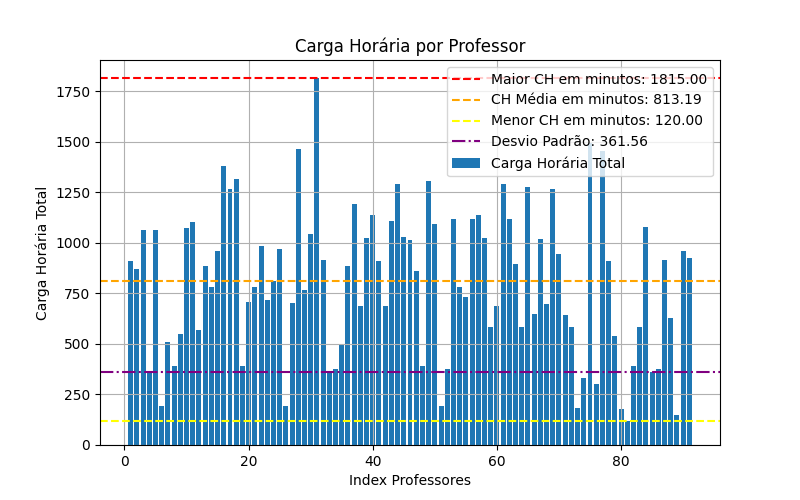 Carga Horária por Professor
Maior CH em minutos: 1815.00
CH Média em minutos: 813.19
Menor CH em minutos: 120.00
Desvio Padrão: 361.56
Carga Horária Total
Carga Horária Total
1750
1500
1250
1000
750
500
250
0
0 20 40 60 80
Index Professores